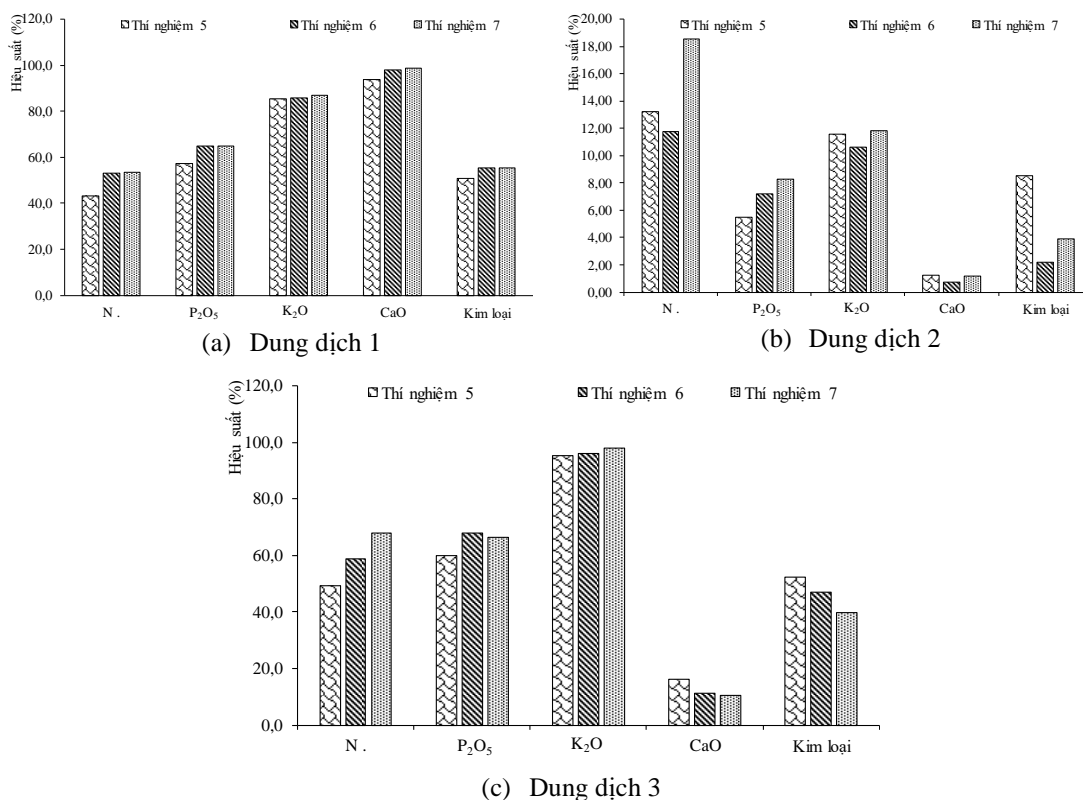 120,0
100,0
80,0
60,0
40,0
20,0
0,0
Hiệu suất (%)
Thí nghiệm 5 Thí nghiệm 6 Thí nghiệm 7
N . P₂O₅ K₂O CaO Kim loại
(a) Dung dịch 1
20,00
18,00
16,00
14,00
12,00
10,00
8,00
6,00
4,00
2,00
0,00
Hiệu suất (%)
Thí nghiệm 5 Thí nghiệm 6 Thí nghiệm 7
N . P₂O₅ K₂O CaO Kim loại
(b) Dung dịch 2
120,0
100,0
80,0
60,0
40,0
20,0
0,0
Hiệu suất (%)
Thí nghiệm 5 Thí nghiệm 6 Thí nghiệm 7
N . P₂O₅ K₂O CaO Kim loại
(c) Dung dịch 3